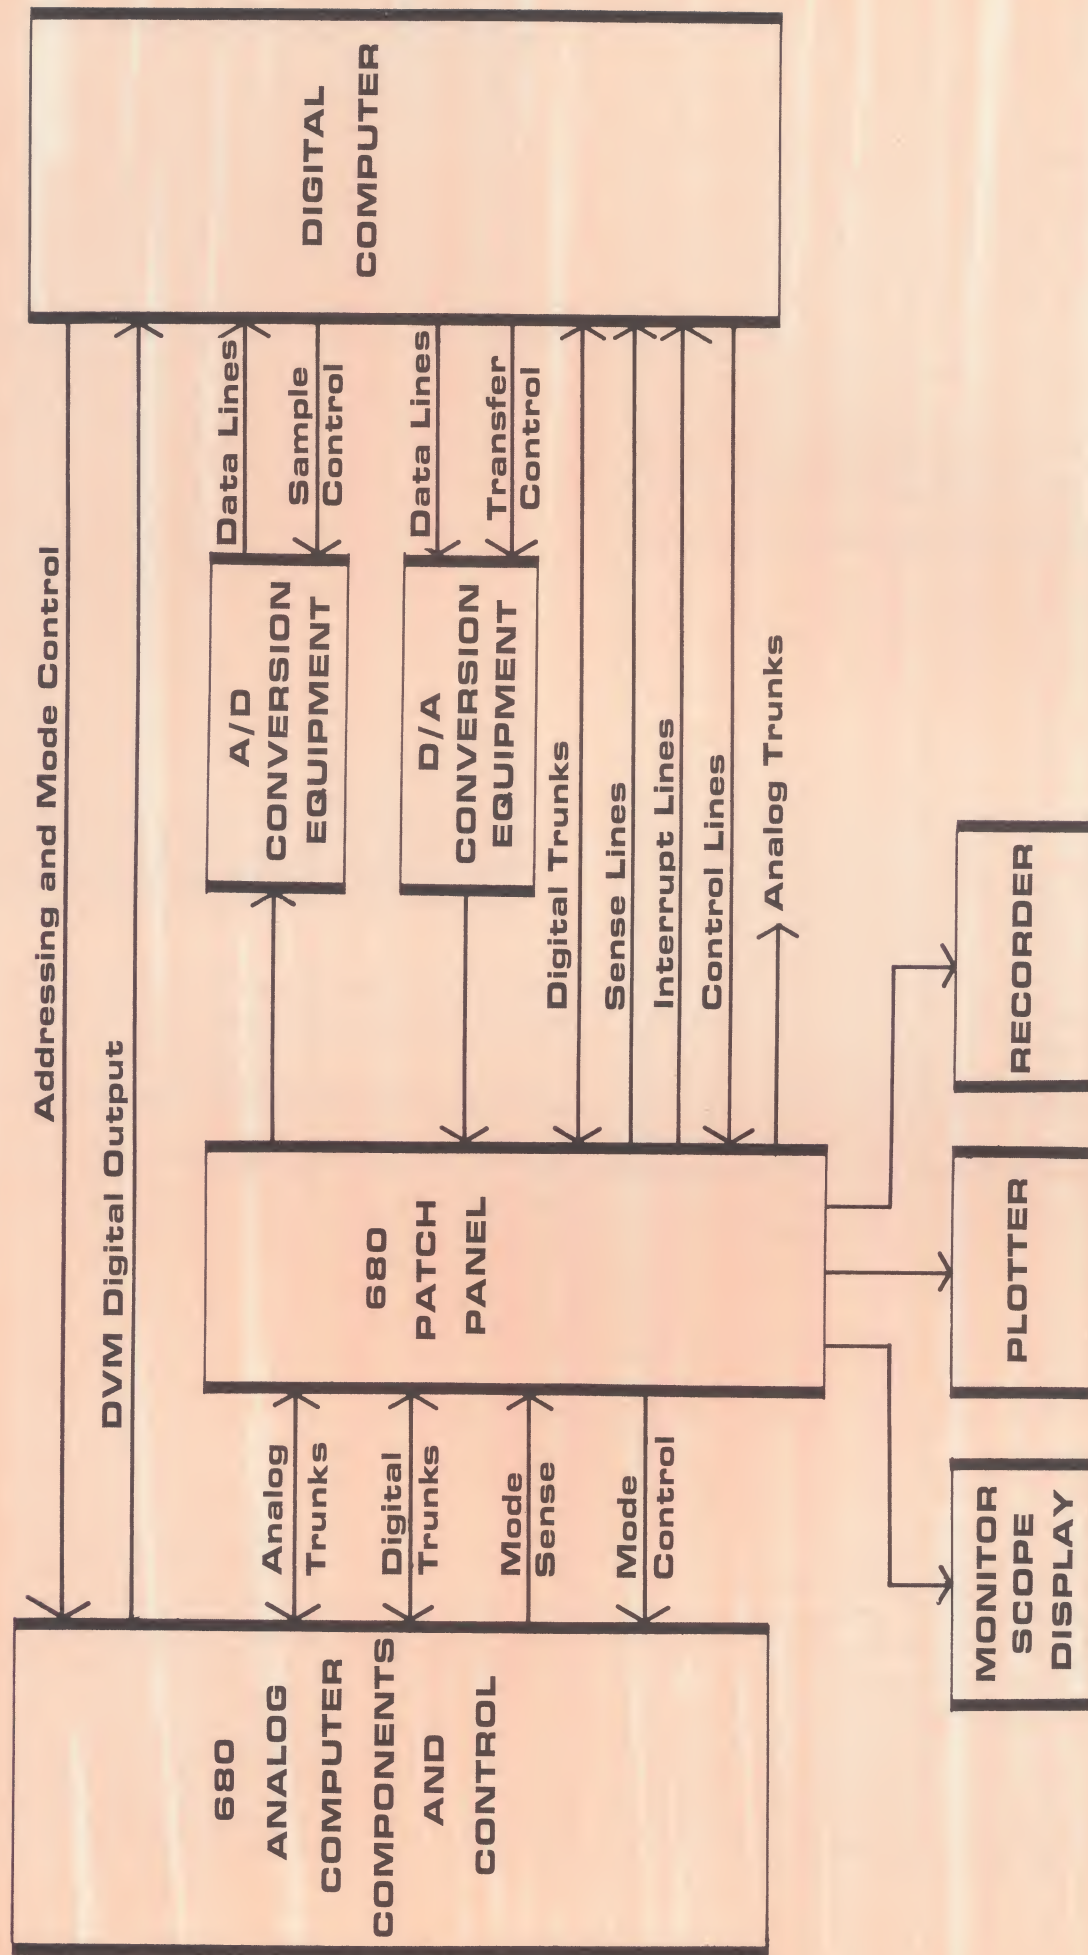 Addressing and Mode Control
DVM Digital Output
680
ANALOG
COMPUTER
COMPONENTS
AND
CONTROL
Analog
Trunks
Digital
Trunks
Mode
Sense
Mode
Control
680
PATCH
PANEL
A/D
CONVERSION
EQUIPMENT
D/A
CONVERSION
EQUIPMENT
Data Lines
Sample
Control
Data Lines
Transfer
Control
Digital Trunks
Sense Lines
Interrupt Lines
Control Lines
Analog Trunks
DIGITAL
COMPUTER
MONITOR
SCOPE
DISPLAY
PLOTTER
RECORDER